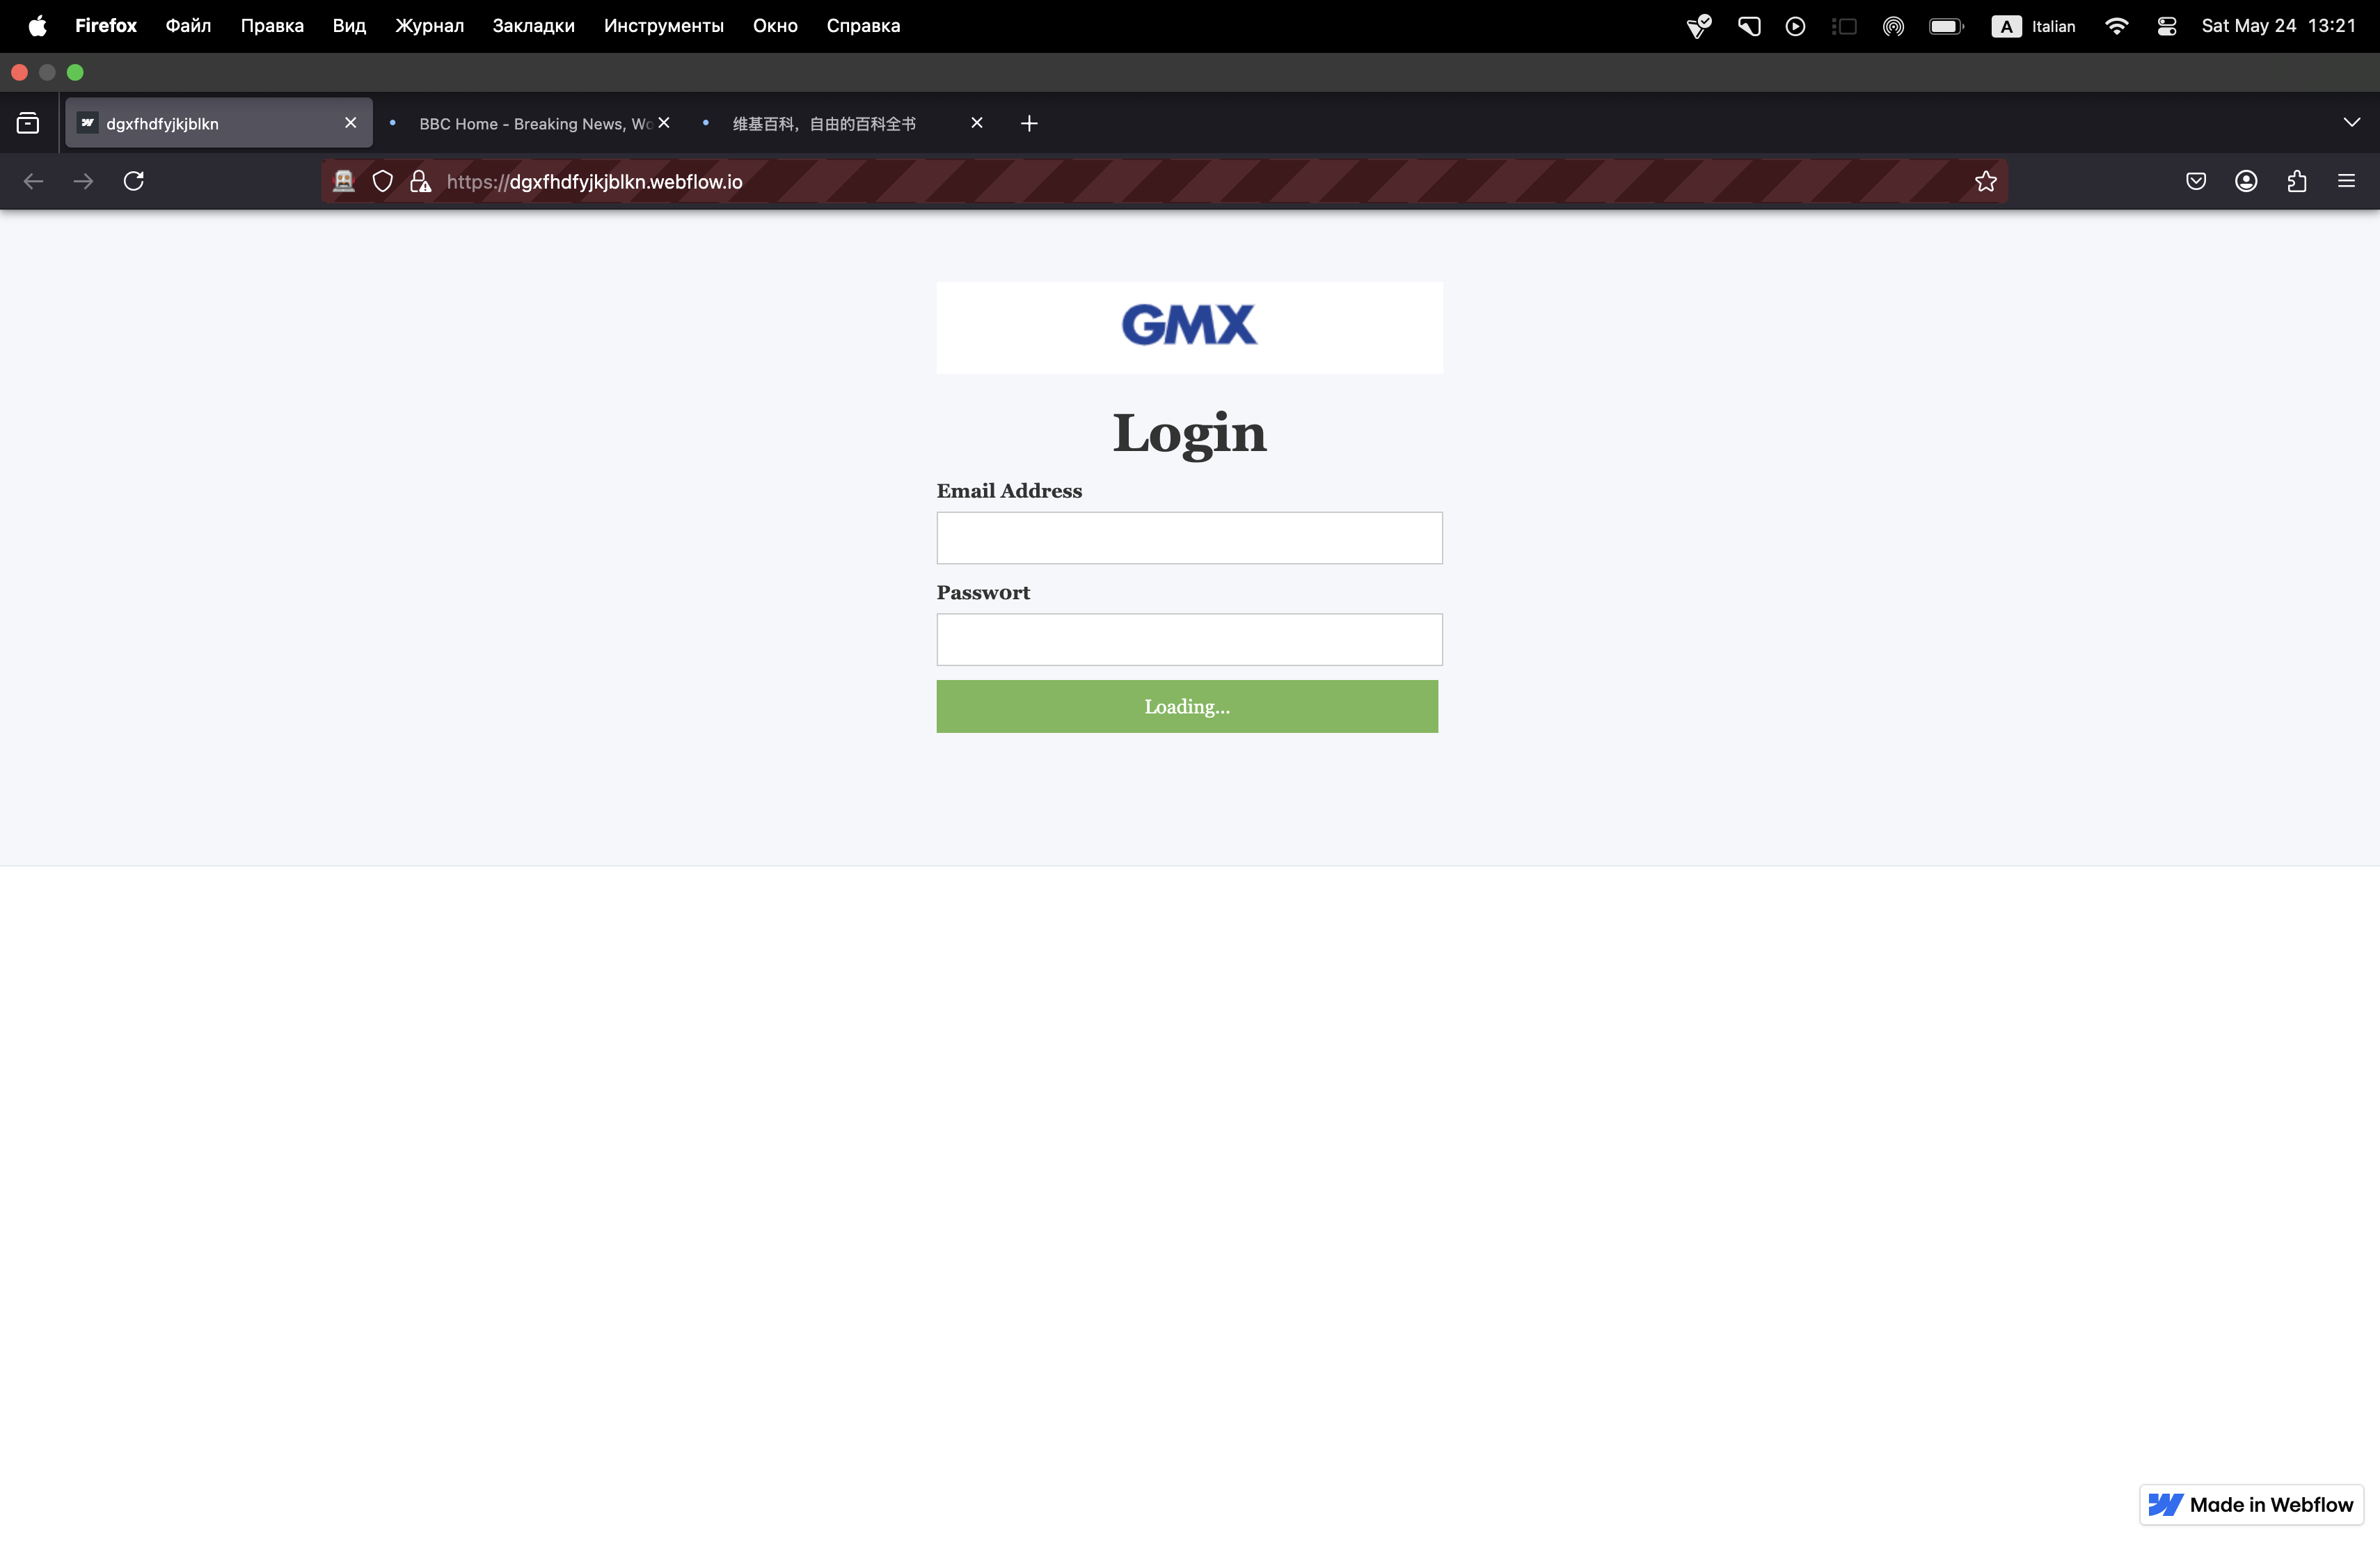 Firefox Файл Правка Вид Журнал Закладки Инструменты Окно Справка A Italian Sat May 24 13:21
dgxfhdfyjkjblkn BBC Home - Breaking News, Wo 维基百科，自由的百科全书
https://dgxfhdfyjkjblkn.webflow.io
GMX
Login
Email Address
Passwort
Loading...
Made in Webflow